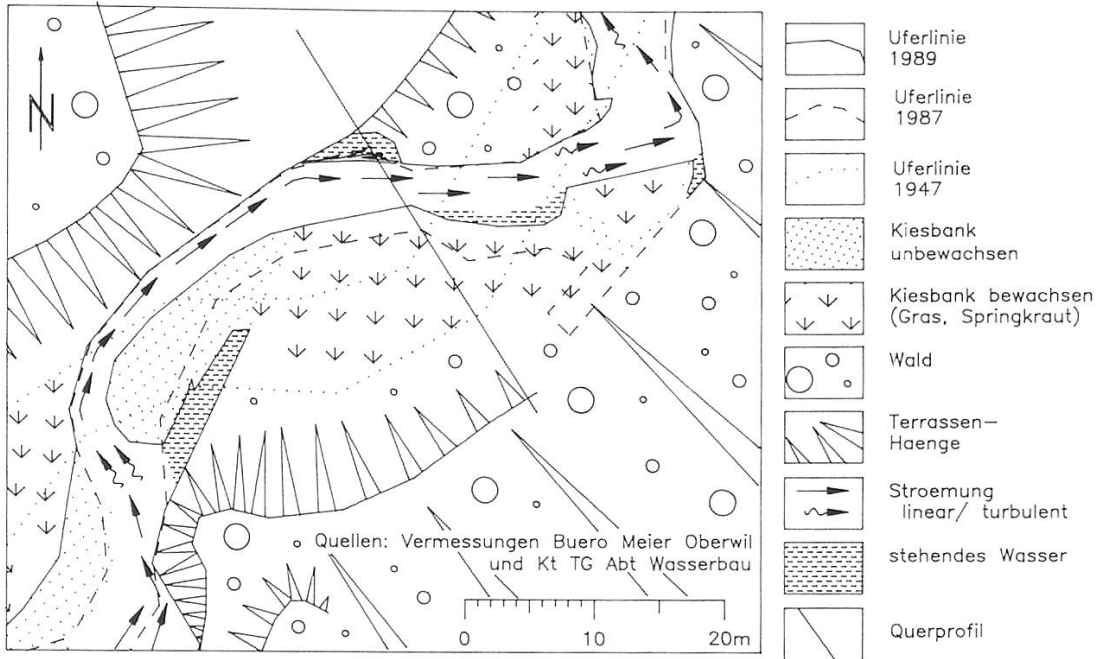 N
Quellen: Vermessungen Buero Meier Oberwil
und Kt TG Abt Wasserbau
0 10 20m
Uferlinie
1989
Uferlinie
1987
Uferlinie
1947
Kiesbank
unbewachsen
Kiesbank bewachsen
(Gras, Springkraut)
Wald
Terrassen-
Haenge
Stroemung
linear/ turbulent
stehendes Wasser
Querprofil